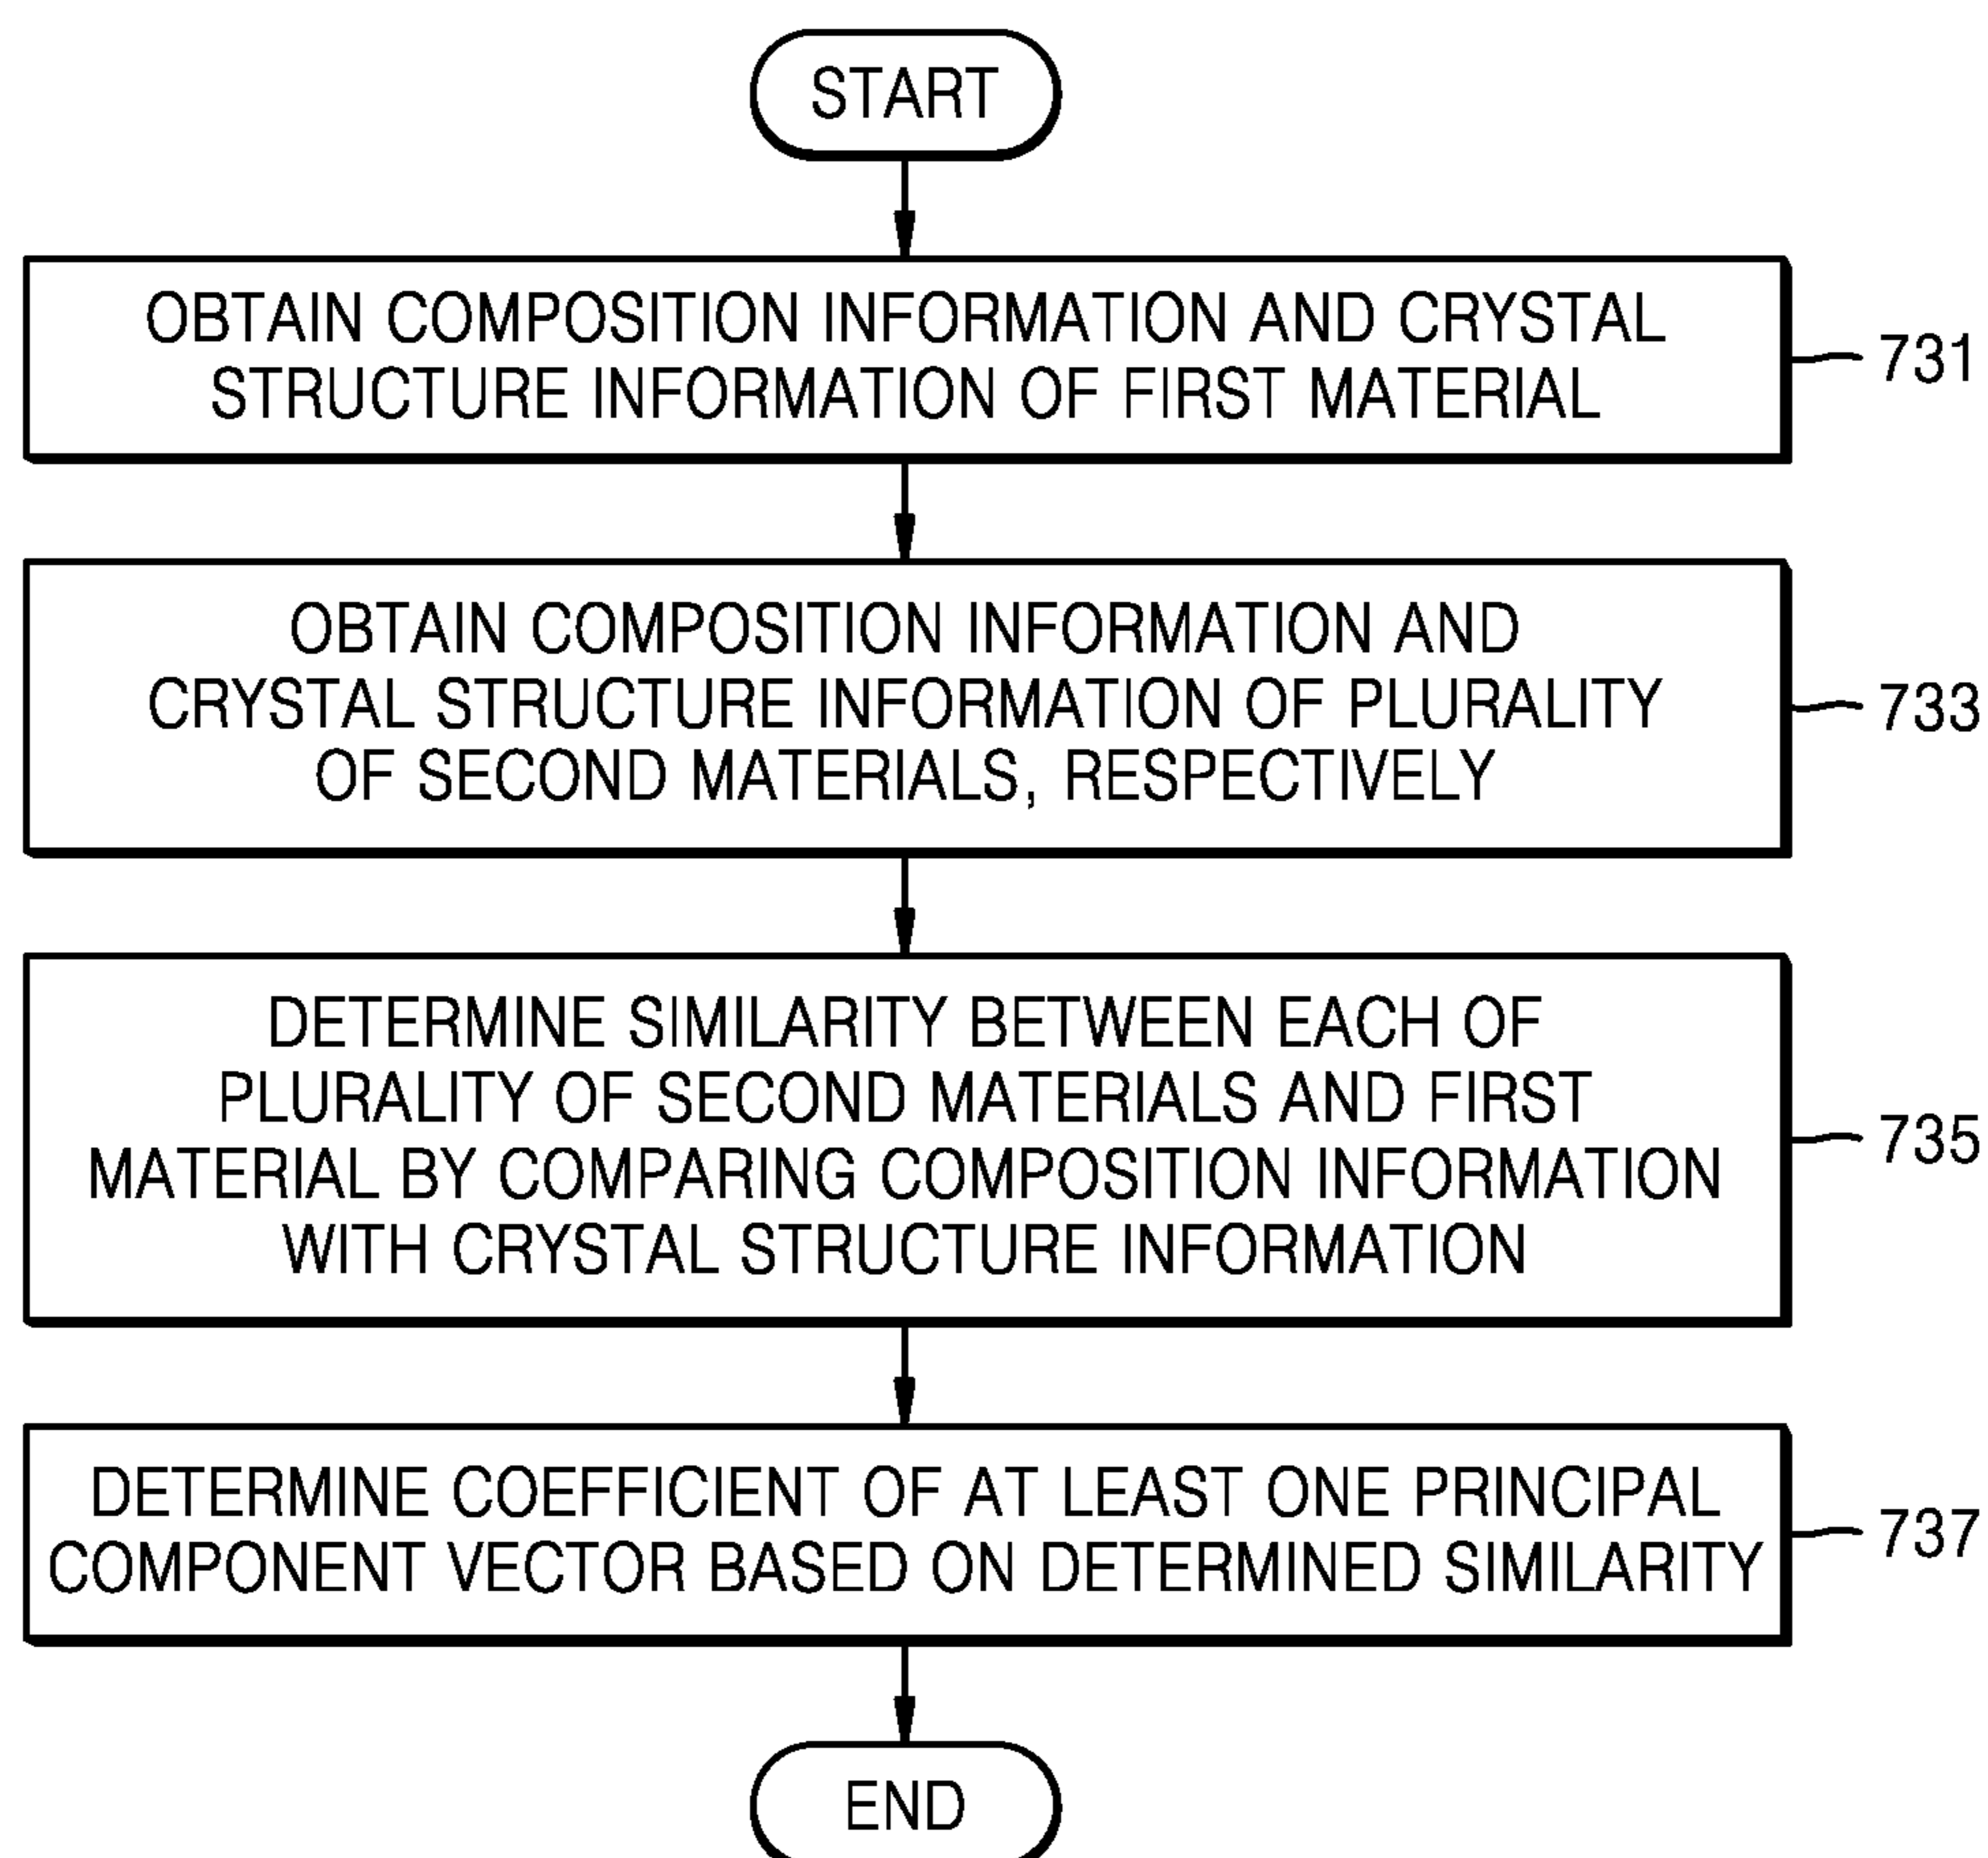 START
OBTAIN COMPOSITION INFORMATION AND CRYSTAL
STRUCTURE INFORMATION OF FIRST MATERIAL
731
OBTAIN COMPOSITION INFORMATION AND
CRYSTAL STRUCTURE INFORMATION OF PLURALITY
OF SECOND MATERIALS, RESPECTIVELY
733
DETERMINE SIMILARITY BETWEEN EACH OF
PLURALITY OF SECOND MATERIALS AND FIRST
MATERIAL BY COMPARING COMPOSITION INFORMATION
WITH CRYSTAL STRUCTURE INFORMATION
735
DETERMINE COEFFICIENT OF AT LEAST ONE PRINCIPAL
COMPONENT VECTOR BASED ON DETERMINED SIMILARITY
737
END